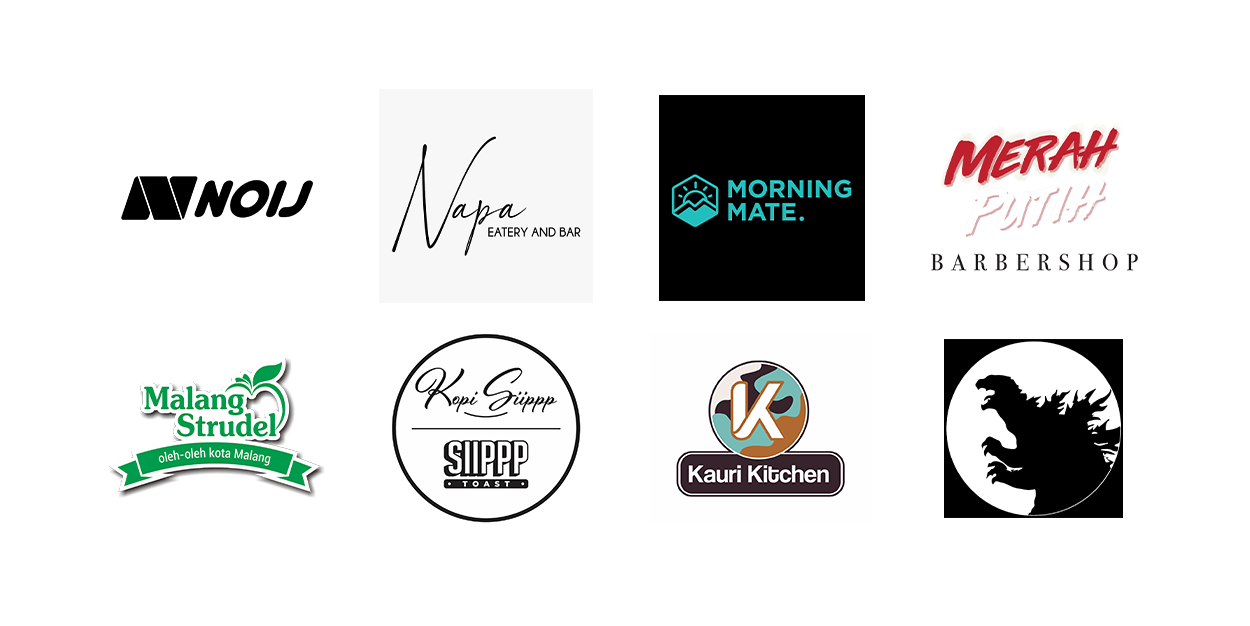 NOIJ
Napa
EATERY AND BAR
MORNING
MATE.
MERAH
PUTIH
BARBERSHOP
Malang
Strudel
oleh-oleh kota Malang
Kopi Siippp
SIIPPP
• TOAST •
K
Kauri Kitchen